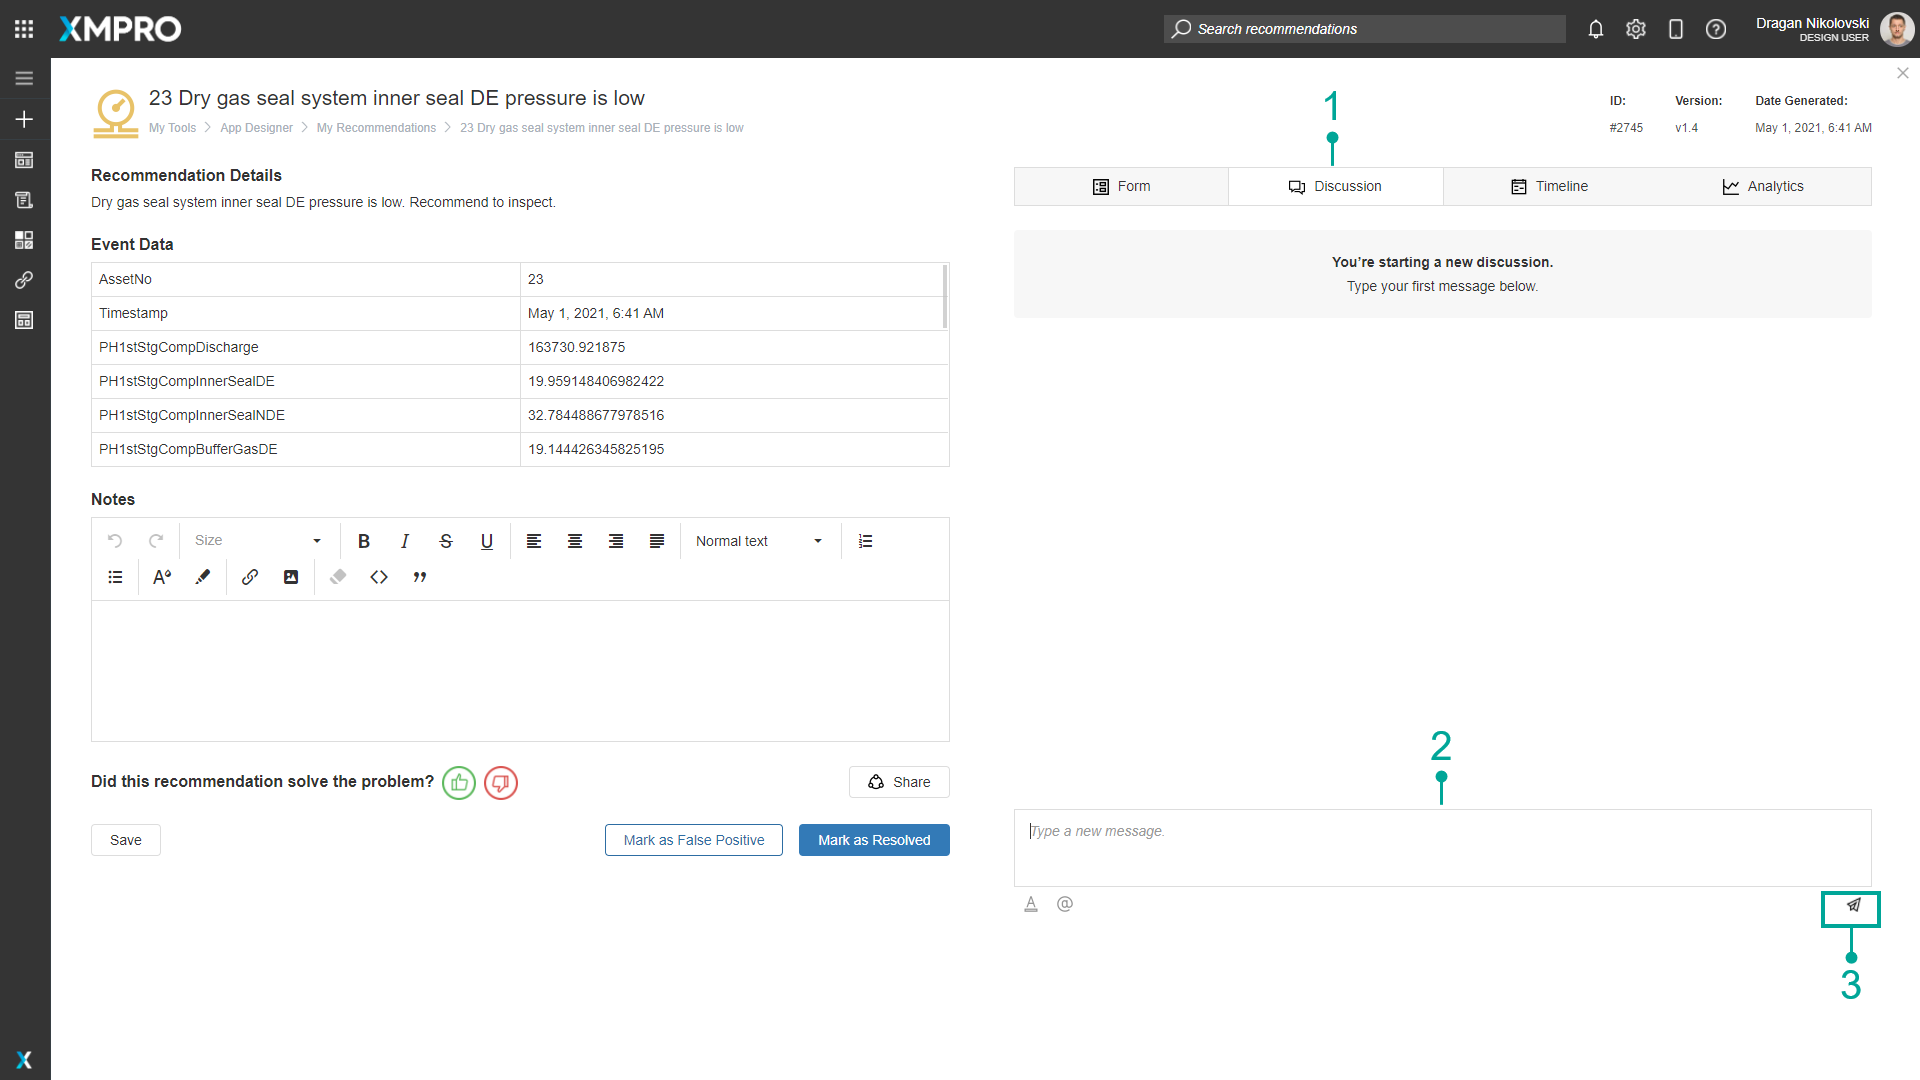 XMPRO
Search recommendations
Dragan Nikolovski
DESIGN USER
23 Dry gas seal system inner seal DE pressure is low
My Tools > App Designer > My Recommendations > 23 Dry gas seal system inner seal DE pressure is low
ID: Version: Date Generated:
#2745 v1.4 May 1, 2021, 6:41 AM
1
Recommendation Details
Dry gas seal system inner seal DE pressure is low. Recommend to inspect.
Event Data
AssetNo 23
Timestamp May 1, 2021, 6:41 AM
PH1stStgCompDischarge 163730.921875
PH1stStgCompInnerSealDE 19.959148406982422
PH1stStgCompInnerSealNDE 32.784488677978516
PH1stStgCompBufferGasDE 19.144426345825195
Notes
Size B I S U Normal text
Did this recommendation solve the problem?
Share
Save Mark as False Positive Mark as Resolved
Form Discussion Timeline Analytics
You're starting a new discussion.
Type your first message below.
2
Type a new message.
A @
3
X